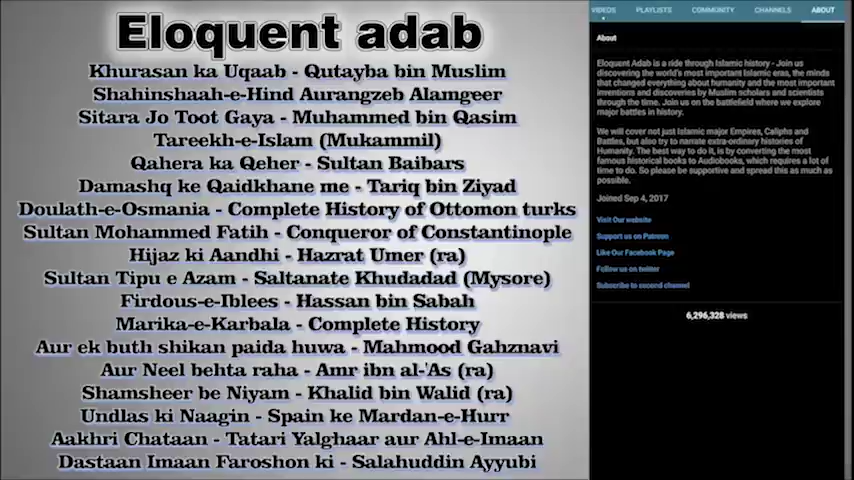 Eloquent adab
Khurasan ka Uqaab - Qutayba bin Muslim
Shahinshaah-e-Hind Aurangzeb Alamgeer
Sitara Jo Toot Gaya - Muhammed bin Qasim
Tareekh-e-Islam (Mukammil)
Qahera ka Qeher - Sultan Baibars
Damashq ke Qaidkhane me - Tariq bin Ziyad
Doulath-e-Osmania - Complete History of Ottomon turks
Sultan Mohammed Fatih - Conqueror of Constantinople
Hijaz ki Aandhi - Hazrat Umer (ra)
Sultan Tipu e Azam - Saltanate Khudadad (Mysore)
Firdous-e-Iblees - Hassan bin Sabah
Marika-e-Karbala - Complete History
Aur ek buth shikan paida huwa - Mahmood Gahznavi
Aur Neel behta raha - Amr ibn al-'As (ra)
Shamsheer be Niyam - Khalid bin Walid (ra)
Undlas ki Naagin - Spain ke Mardan-e-Hurr
Aakhri Chataan - Tatari Yalghaar aur Ahl-e-Imaan
Dastaan Imaan Faroshon ki - Salahuddin Ayyubi
VIDEOS PLAYLISTS COMMUNITY CHANNELS ABOUT
About
Eloquent Adab is a ride through Islamic history - Join us
discovering the world's most important Islamic eras, the minds
that changed everything about humanity and the most important
inventions and discoveries by Muslim scholars and scientists
through the time. Join us on the battlefield where we explore
major battles in history.
We will cover not just Islamic major Empires, Caliphs and
Battles, but also try to narrate extra-ordinary histories of
Humanity. The best way to do it, is by converting the most
famous historical books to Audiobooks, which requires a lot of
time to do. So please be supportive and spread this as much as
possible.
Joined Sep 4, 2017
Visit Our website
Support us on Patreon
Like Our Facebook Page
Follow us on twitter
Subscribe to second channel
6,296,328 views